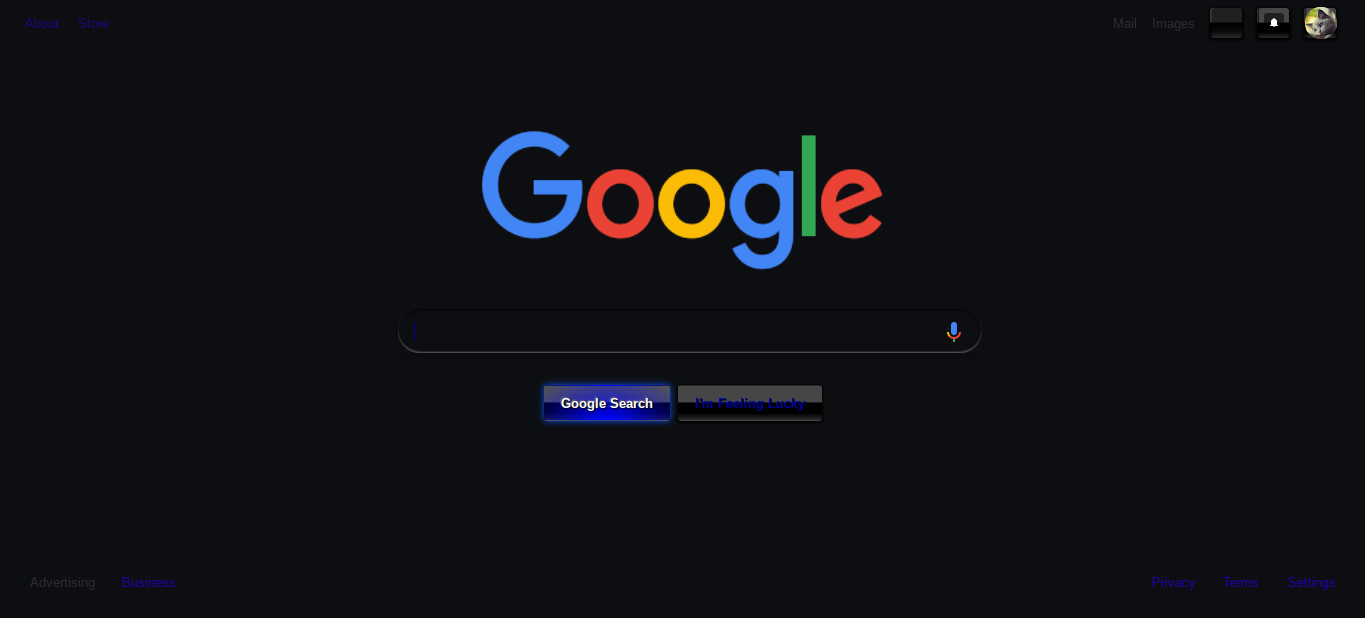 About Store Mail Images
Google
Google Search I'm Feeling Lucky
Advertising Business Privacy Terms Settings